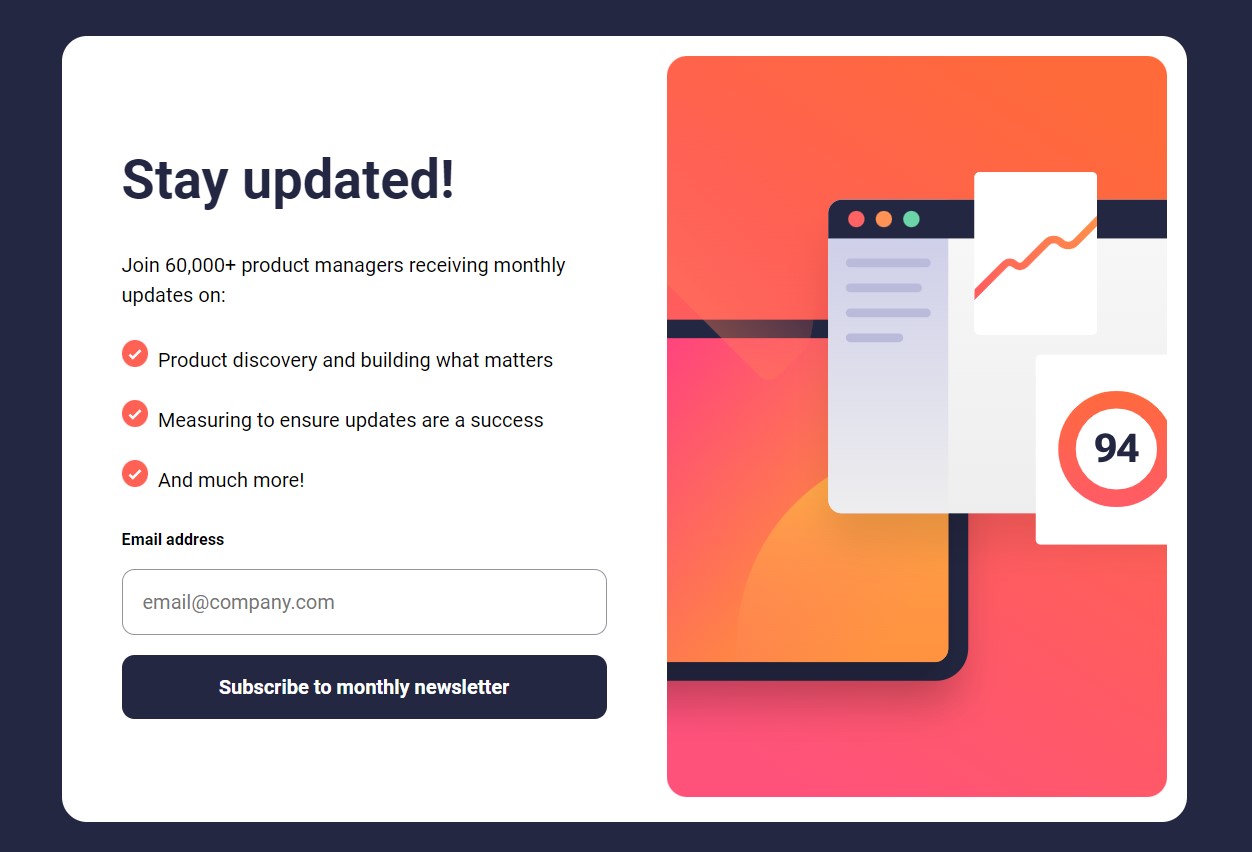 Stay updated!
Join 60,000+ product managers receiving monthly
updates on:
Product discovery and building what matters
Measuring to ensure updates are a success
And much more!
Email address
email@company.com
Subscribe to monthly newsletter
94